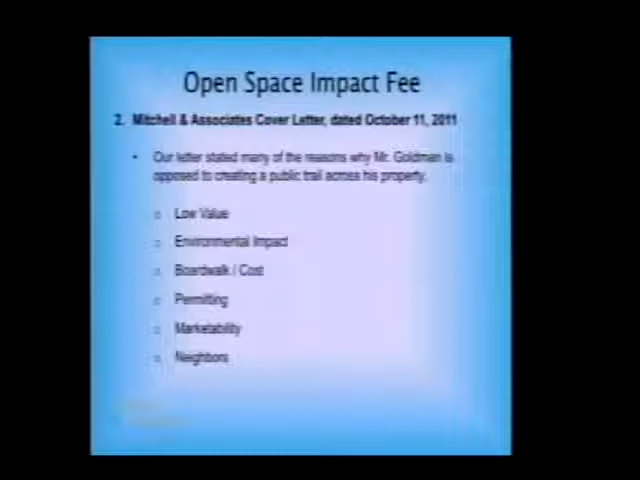 Open Space Impact Fee
2. Mitchell & Associates Cover Letter, dated October 11, 2011
• Our letter stated many of the reasons why Mr. Goldman is
opposed to creating a public trail across his property.
o Low Value
o Environmental Impact
o Boardwalk / Cost
o Permitting
o Marketability
o Neighbors